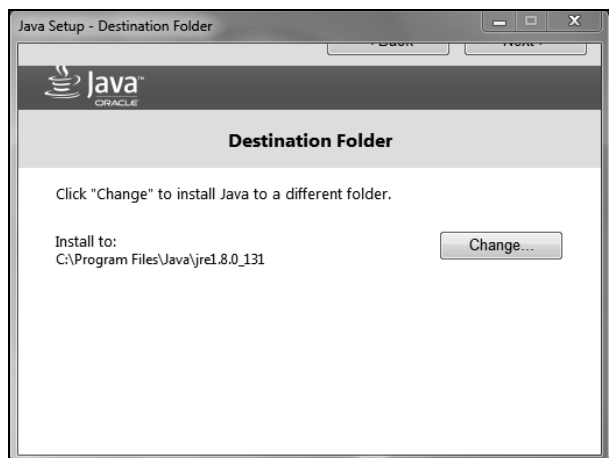 Java Setup - Destination Folder
Java™
ORACLE
Destination Folder
Click "Change" to install Java to a different folder.
Install to:
Change...
C:\Program Files\Java\jre1.8.0_131